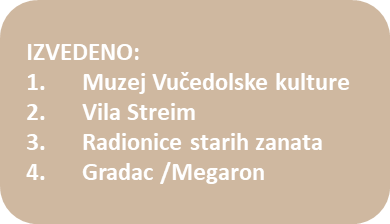 IZVEDENO:
1. Muzej Vučedolske kulture
2. Vila Streim
3. Radionice starih zanata
4. Gradac /Megaron